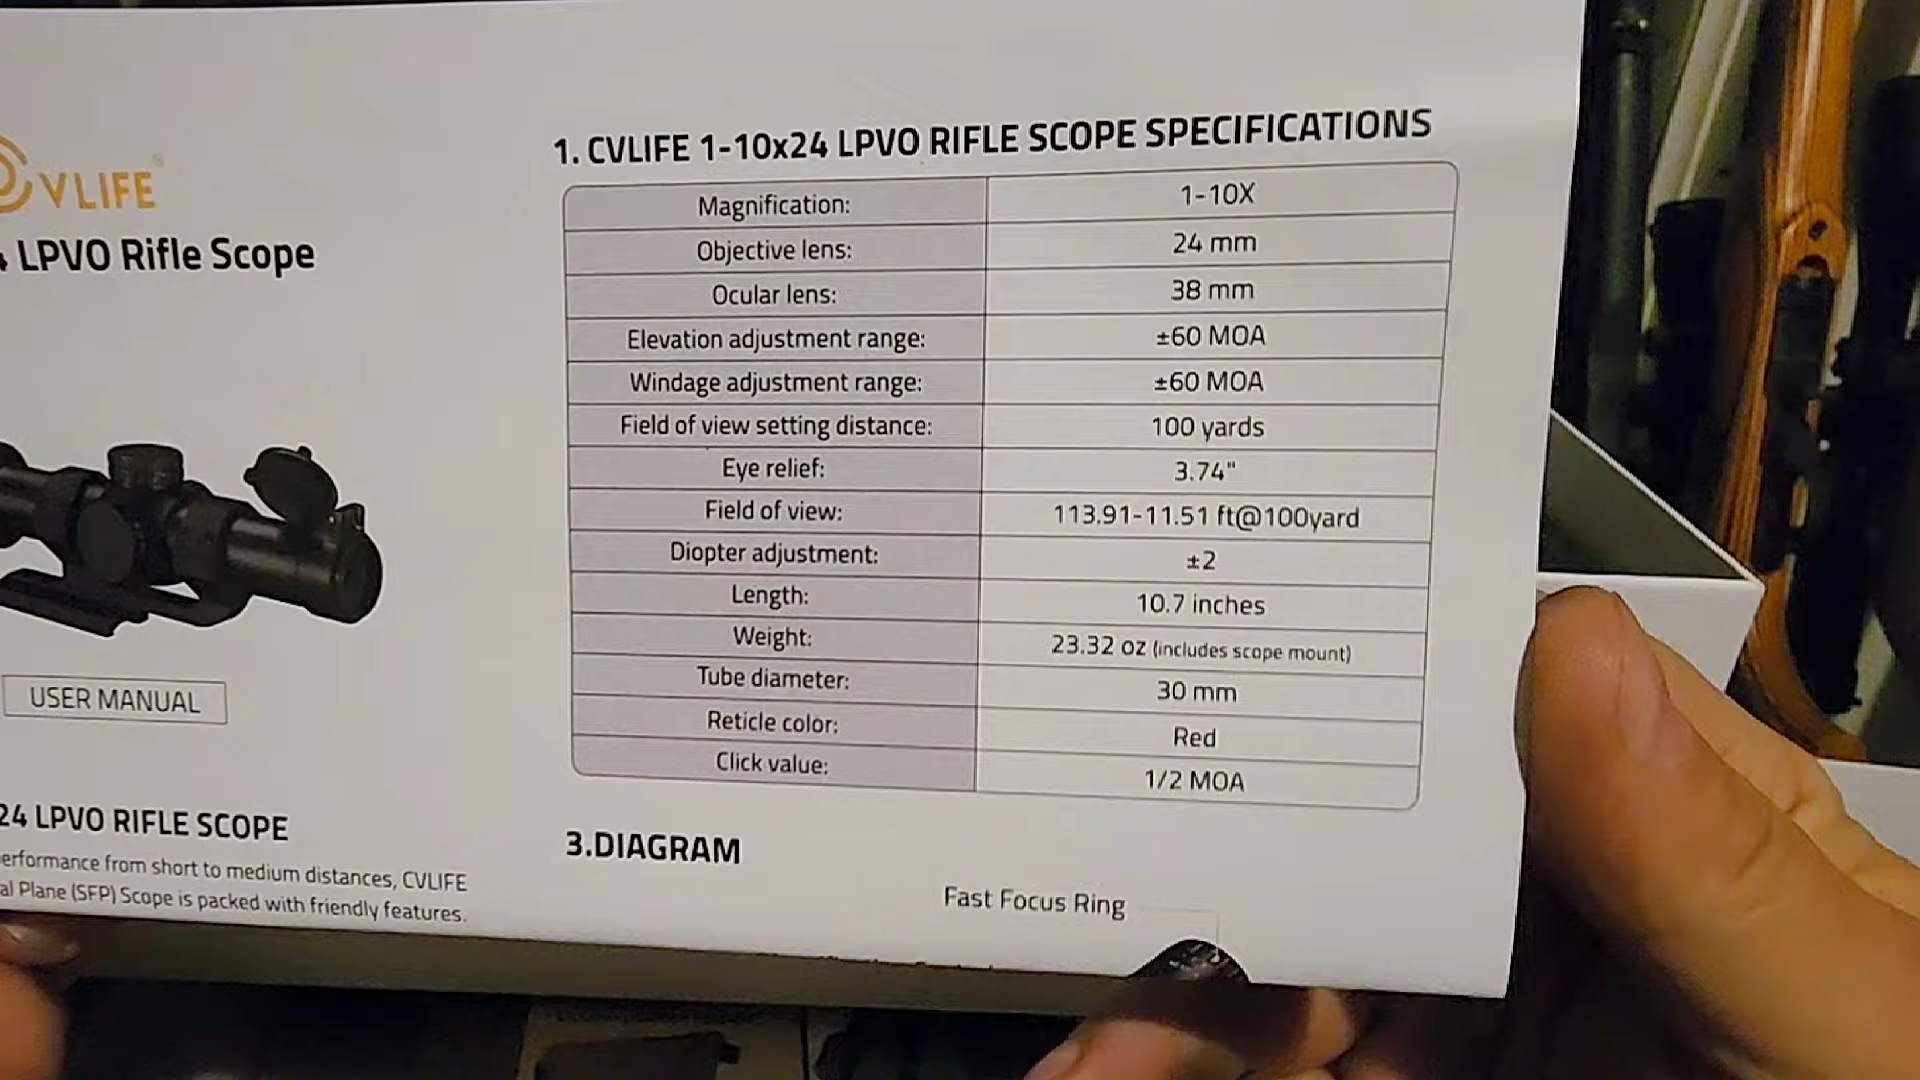 CVLIFE®
LPVO Rifle Scope
USER MANUAL
24 LPVO RIFLE SCOPE
performance from short to medium distances, CVLIFE
Plane (SFP) Scope is packed with friendly features.
1. CVLIFE 1-10x24 LPVO RIFLE SCOPE SPECIFICATIONS
Magnification: 1-10X
Objective lens: 24 mm
Ocular lens: 38 mm
Elevation adjustment range: ±60 MOA
Windage adjustment range: ±60 MOA
Field of view setting distance: 100 yards
Eye relief: 3.74"
Field of view: 113.91-11.51 ft@100yard
Diopter adjustment: ±2
Length: 10.7 inches
Weight: 23.32 oz (includes scope mount)
Tube diameter: 30 mm
Reticle color: Red
Click value: 1/2 MOA
3.DIAGRAM
Fast Focus Ring